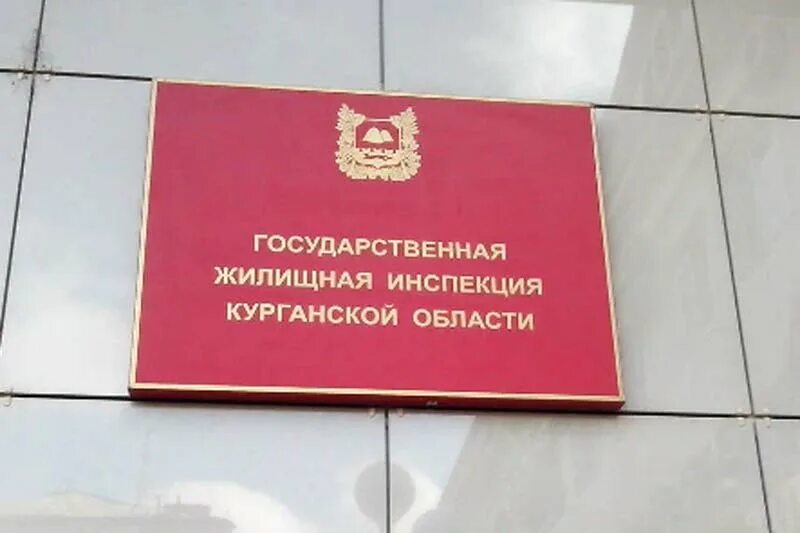 ГОСУДАРСТВЕННАЯ
ЖИЛИЩНАЯ ИНСПЕКЦИЯ
КУРГАНСКОЙ ОБЛАСТИ